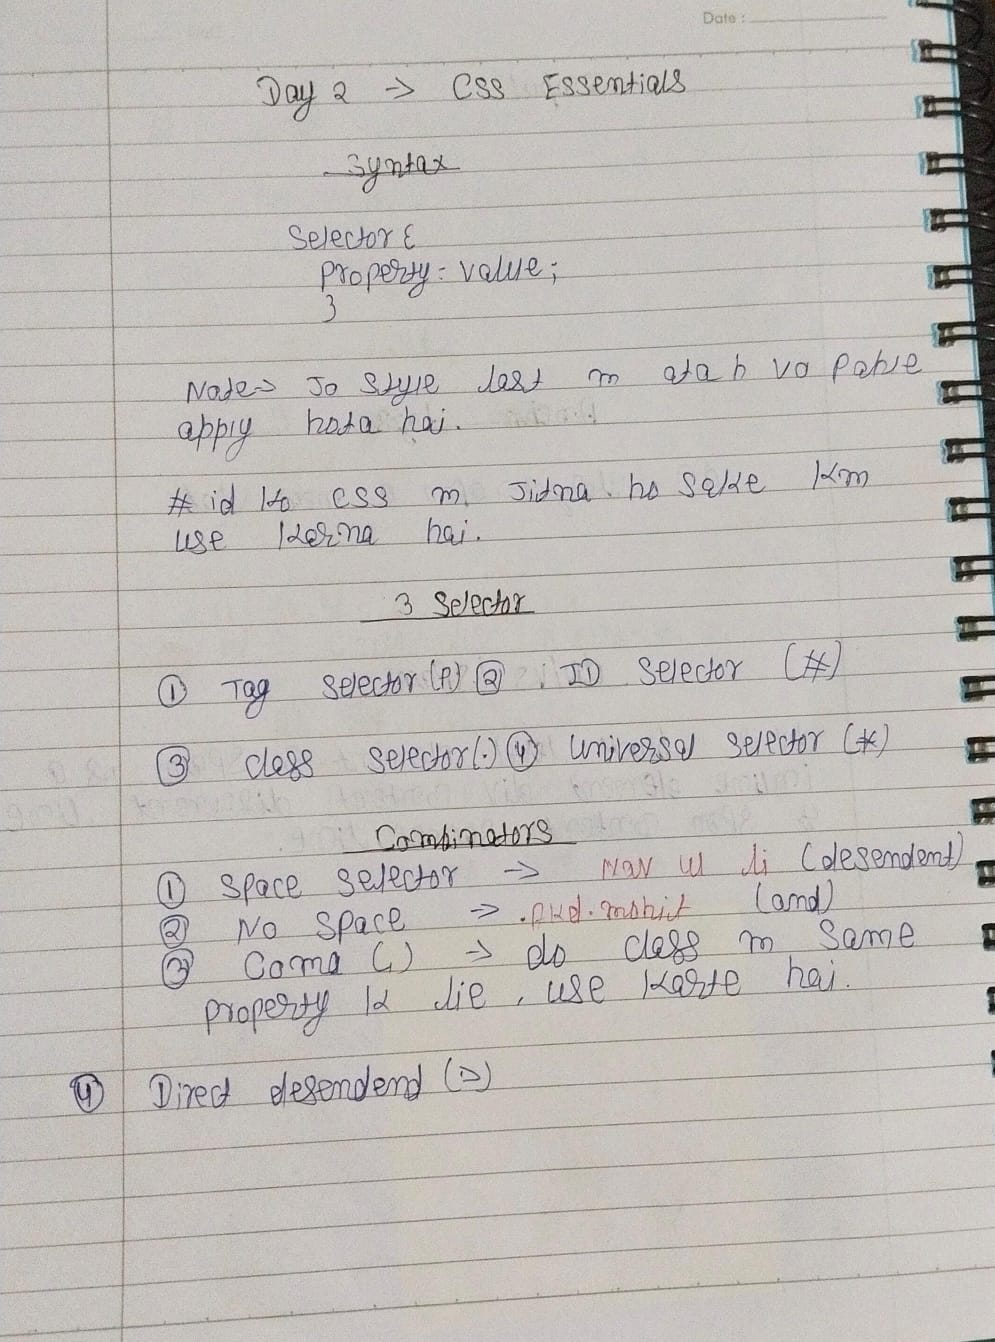 Date :
Day 2 → CSS Essentials
Syntax
Selector {
property = value;
}
Note → Jo Style last m ata h vo Pahle
apply hota hai.
# id ko CSS m Jitna ho sake Km
use karna hai.
3 Selector
① Tag Selector (P) ② ID Selector (#)
③ class Selector (.) ④ Universal Selector (*)
Combinators
① Space Selector → Nav ul li (desendent)
② No Space → .mohit (and)
③ Coma (,) → do class m Same
property k lie , use karte hai.
④ Direct desendend (>)